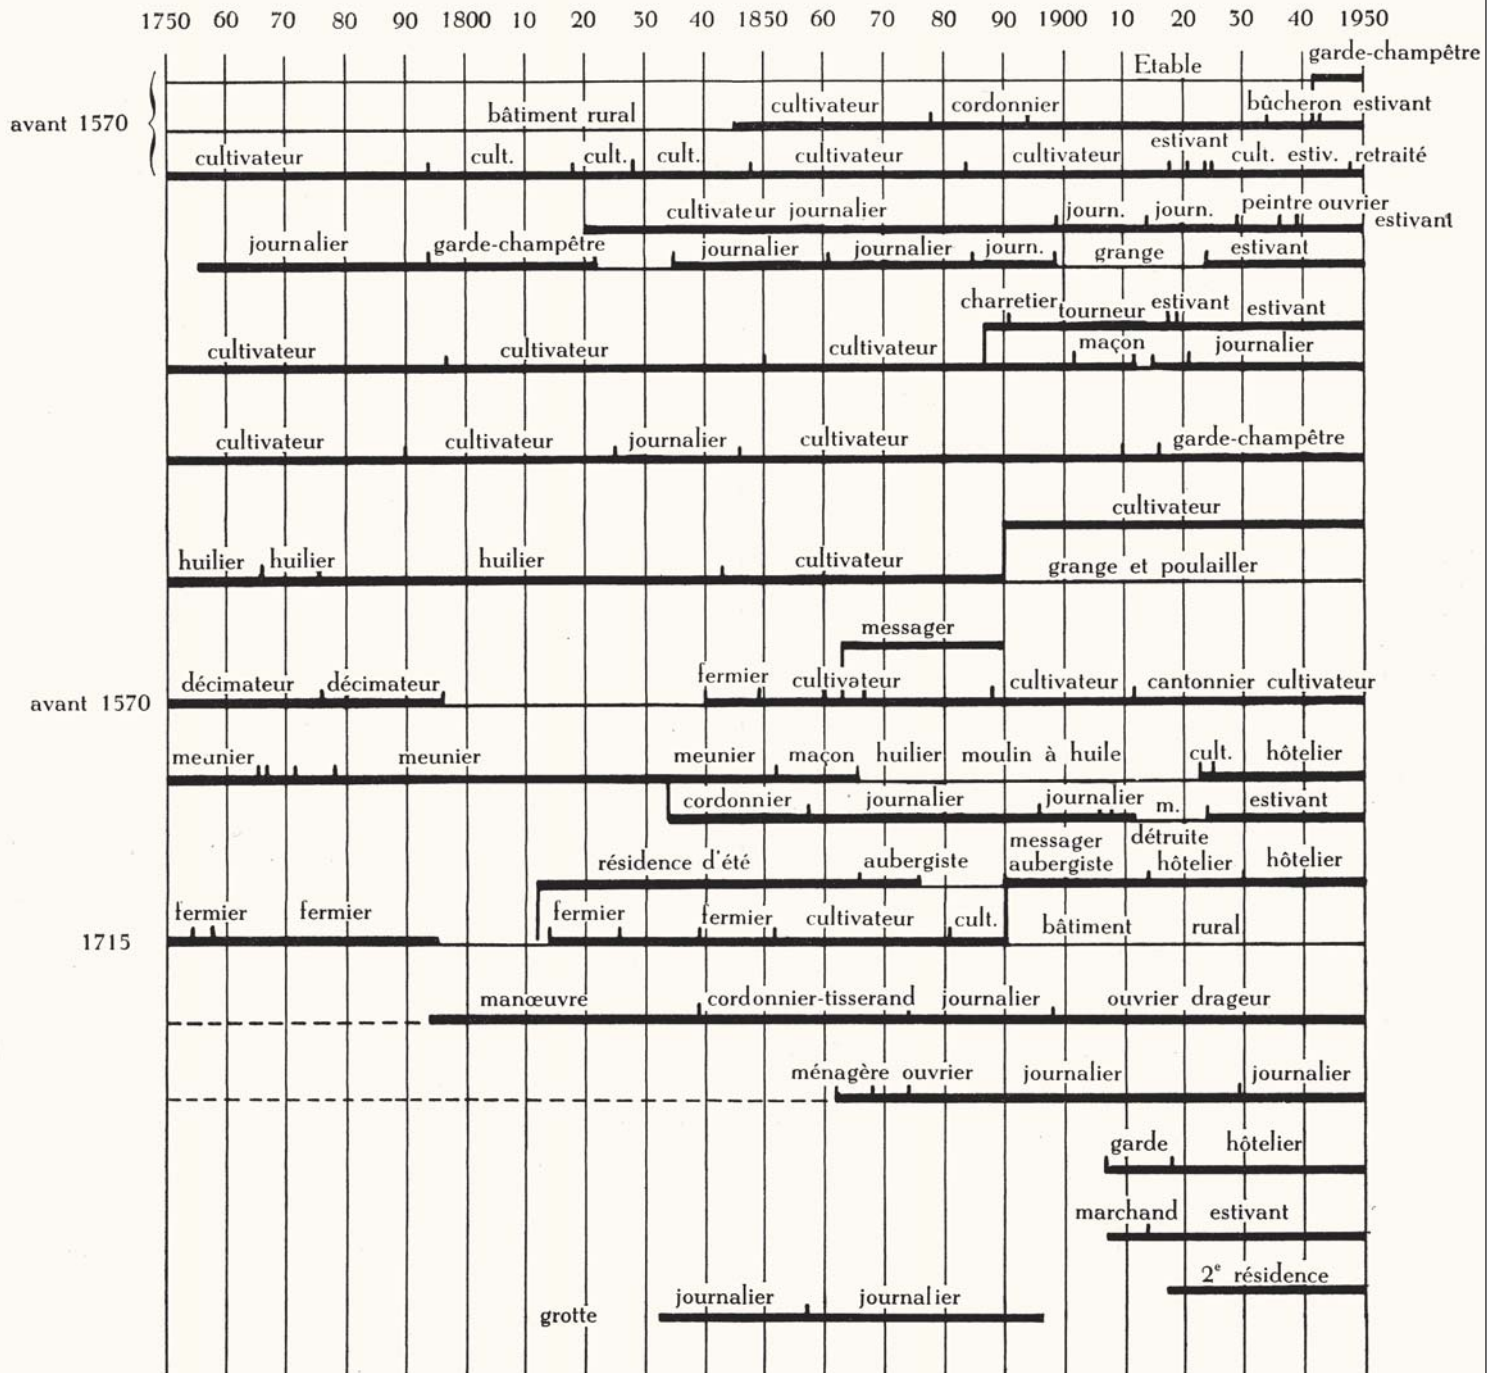 1750 60 70 80 90 1800 10 20 30 40 1850 60 70 80 90 1900 10 20 30 40 1950
garde-champêtre
Etable
bâtiment rural cultivateur cordonnier bûcheron estivant
avant 1570
estivant
cultivateur cult. cult. cult. cultivateur cultivateur cult. estiv. retraité
cultivateur journalier journ. journ. peintre ouvrier
estivant
journalier garde-champêtre journalier journalier journ. grange estivant
charretier tourneur estivant estivant
cultivateur cultivateur cultivateur maçon journalier
cultivateur cultivateur journalier cultivateur garde-champêtre
cultivateur
huilier huilier huilier cultivateur grange et poulailler
messager
décimateur décimateur fermier cultivateur cultivateur cantonnier cultivateur
avant 1570
meunier meunier meunier maçon huilier moulin à huile cult. hôtelier
cordonnier journalier journalier m. estivant
messager détruite
résidence d'été aubergiste aubergiste hôtelier hôtelier
fermier fermier fermier fermier cultivateur cult. bâtiment rural
1715
manœuvre cordonnier-tisserand journalier ouvrier drageur
ménagère ouvrier journalier journalier
garde hôtelier
marchand estivant
2e résidence
grotte journalier journalier